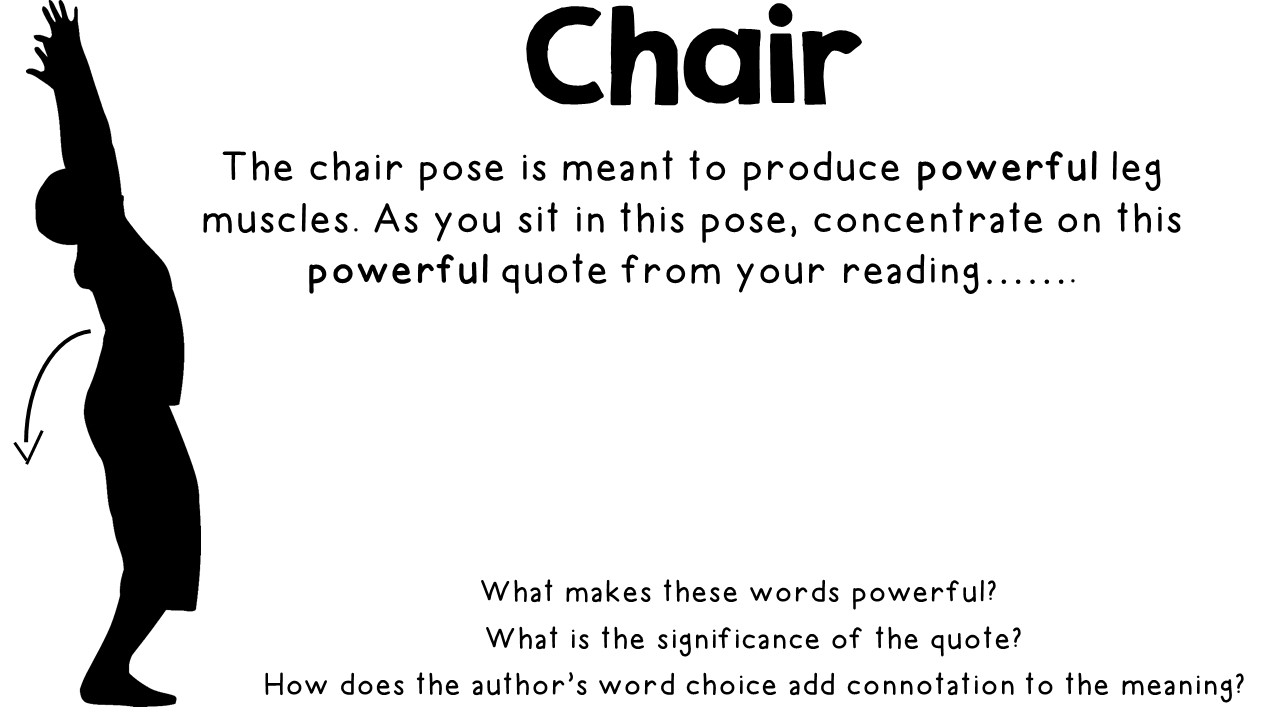 Chair
The chair pose is meant to produce powerful leg
muscles. As you sit in this pose, concentrate on this
powerful quote from your reading.......
What makes these words powerful?
What is the significance of the quote?
How does the author's word choice add connotation to the meaning?